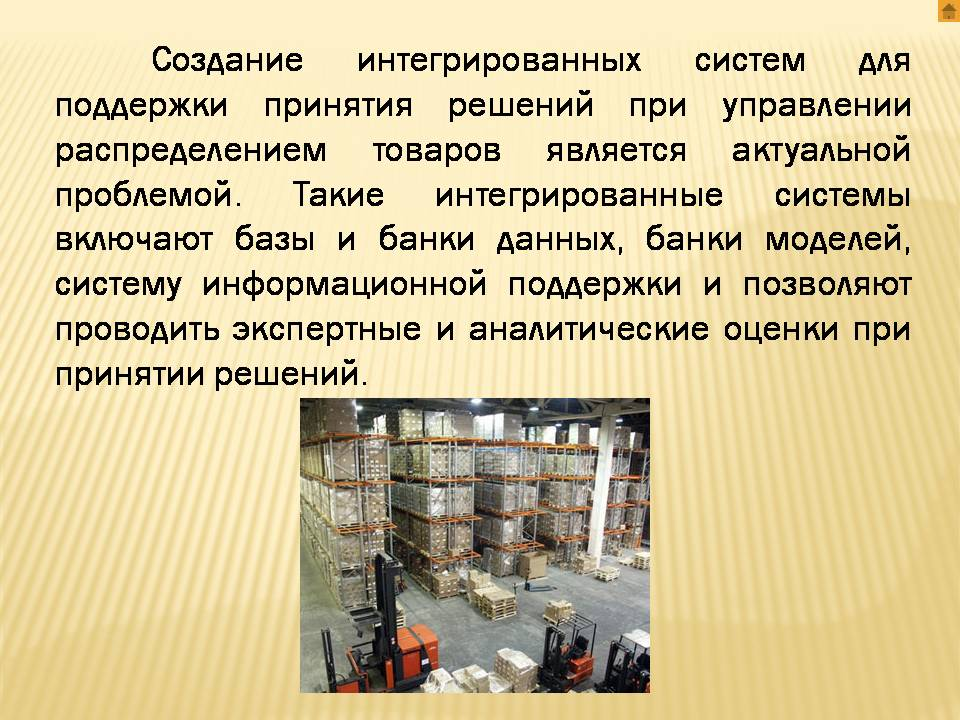 Создание интегрированных систем для
поддержки принятия решений при управлении
распределением товаров является актуальной
проблемой. Такие интегрированные системы
включают базы и банки данных, банки моделей,
систему информационной поддержки и позволяют
проводить экспертные и аналитические оценки при
принятии решений.